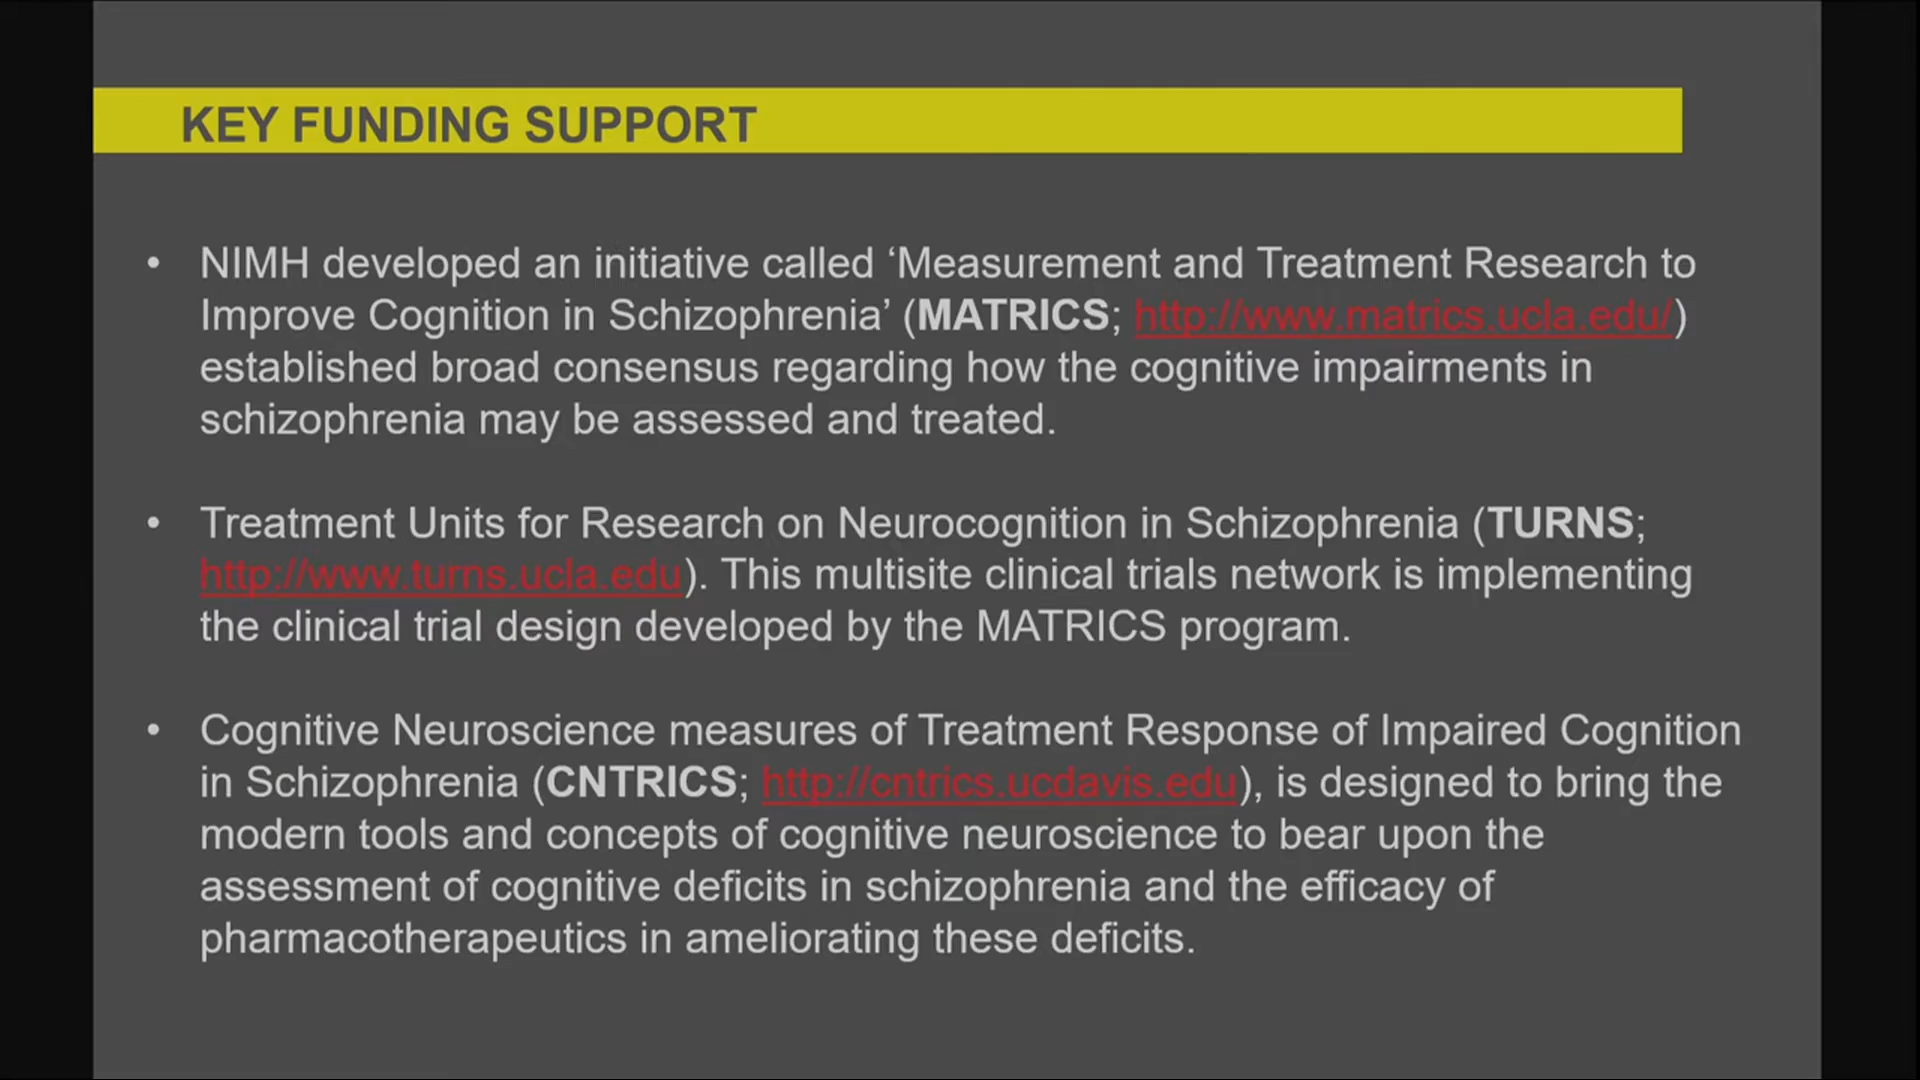 KEY FUNDING SUPPORT
• NIMH developed an initiative called ‘Measurement and Treatment Research to
Improve Cognition in Schizophrenia’ (MATRICS; http://www.matrics.ucla.edu/)
established broad consensus regarding how the cognitive impairments in
schizophrenia may be assessed and treated.
• Treatment Units for Research on Neurocognition in Schizophrenia (TURNS;
http://www.turns.ucla.edu). This multisite clinical trials network is implementing
the clinical trial design developed by the MATRICS program.
• Cognitive Neuroscience measures of Treatment Response of Impaired Cognition
in Schizophrenia (CNTRICS; http://cntrics.ucdavis.edu), is designed to bring the
modern tools and concepts of cognitive neuroscience to bear upon the
assessment of cognitive deficits in schizophrenia and the efficacy of
pharmacotherapeutics in ameliorating these deficits.